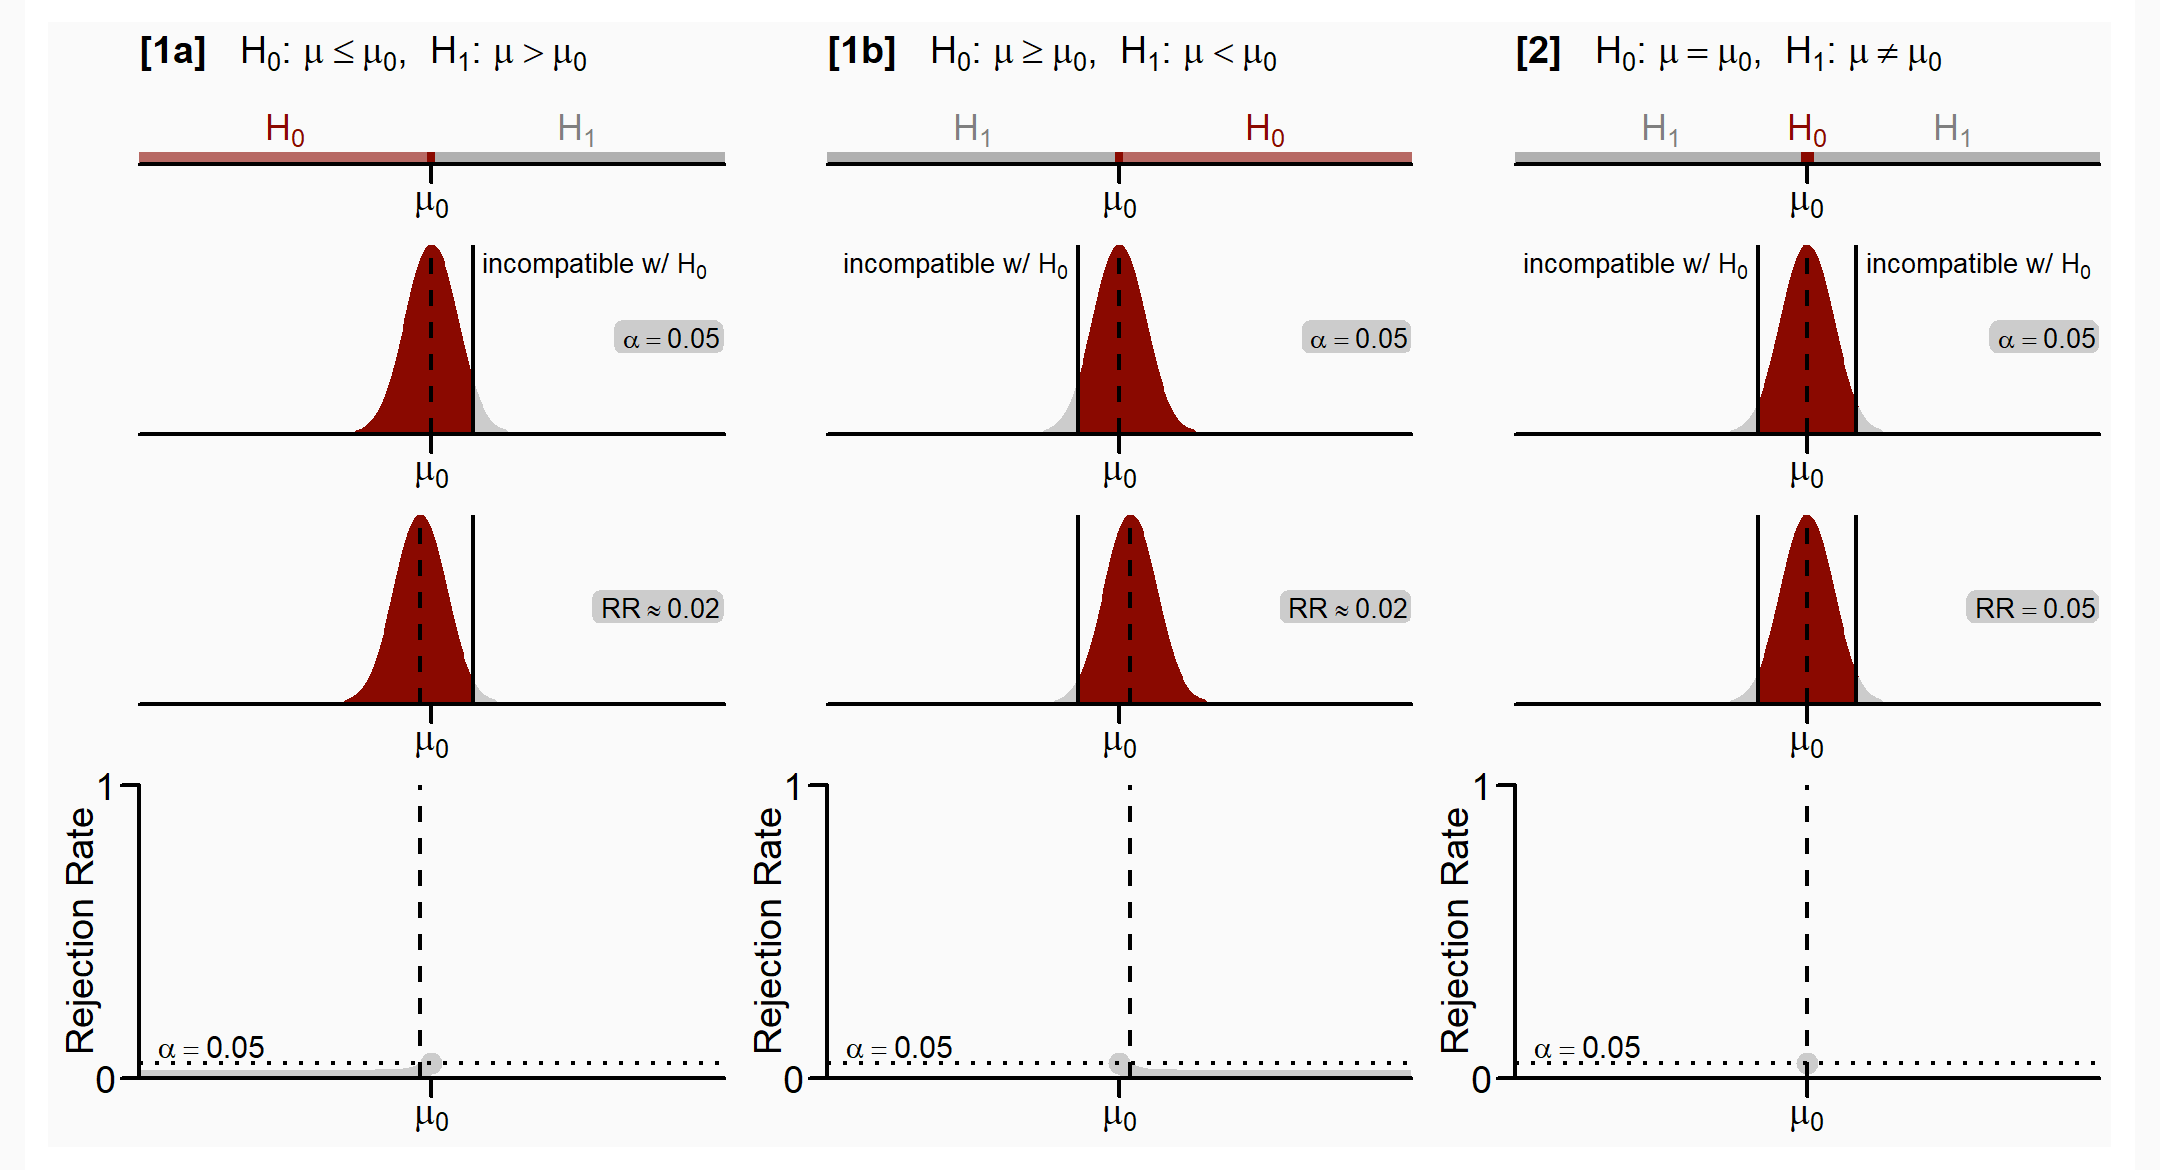 [1a] H₀: μ ≤ μ₀, H₁: μ > μ₀
H₀ H₁
μ₀
incompatible w/ H₀
α = 0.05
μ₀
RR ≈ 0.02
μ₀
1
Rejection Rate
α = 0.05
0
μ₀
[1b] H₀: μ ≥ μ₀, H₁: μ < μ₀
H₁ H₀
μ₀
incompatible w/ H₀
α = 0.05
μ₀
RR ≈ 0.02
μ₀
1
Rejection Rate
α = 0.05
0
μ₀
[2] H₀: μ = μ₀, H₁: μ ≠ μ₀
H₁ H₀ H₁
μ₀
incompatible w/ H₀ incompatible w/ H₀
α = 0.05
μ₀
RR = 0.05
μ₀
1
Rejection Rate
α = 0.05
0
μ₀